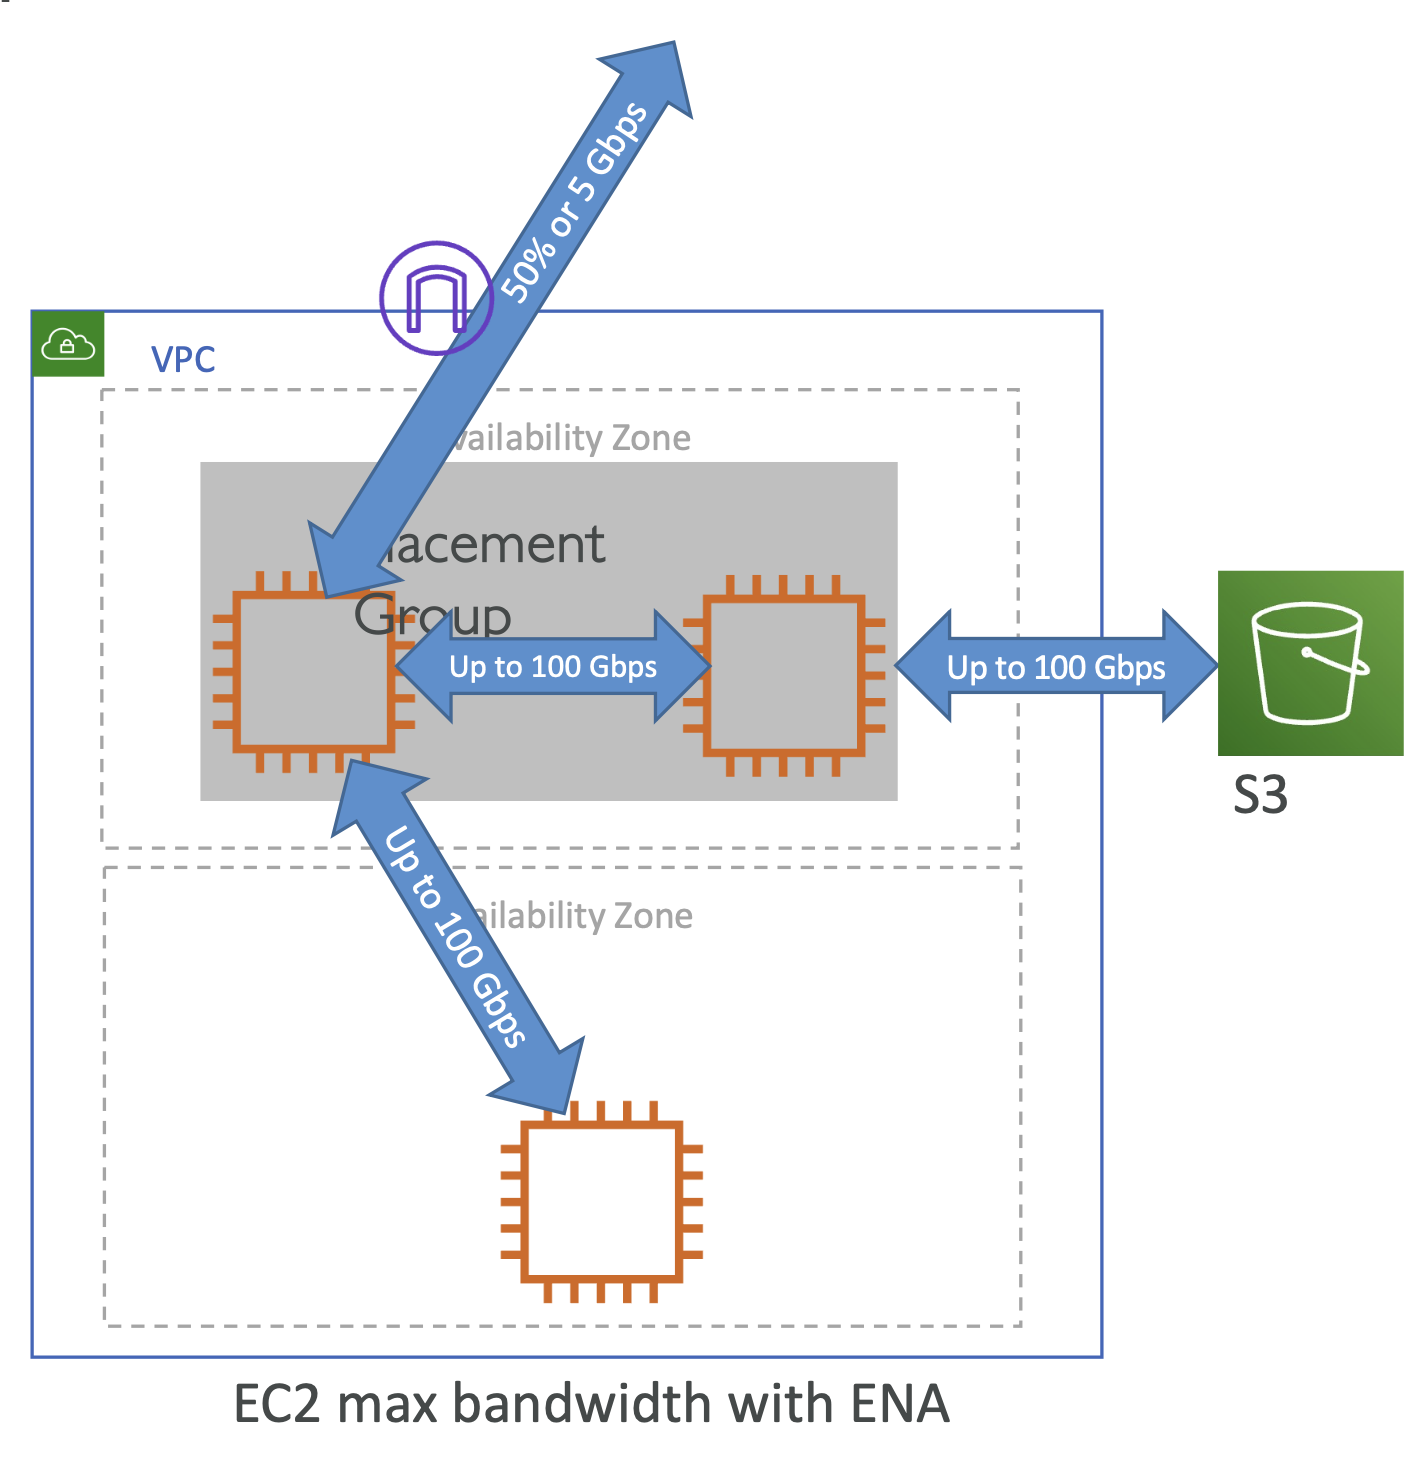 50% or 5 Gbps
VPC
vailability Zone
lacement
Group
Up to 100 Gbps
Up to 100 Gbps
S3
Up to 100 Gbps
ailability Zone
EC2 max bandwidth with ENA